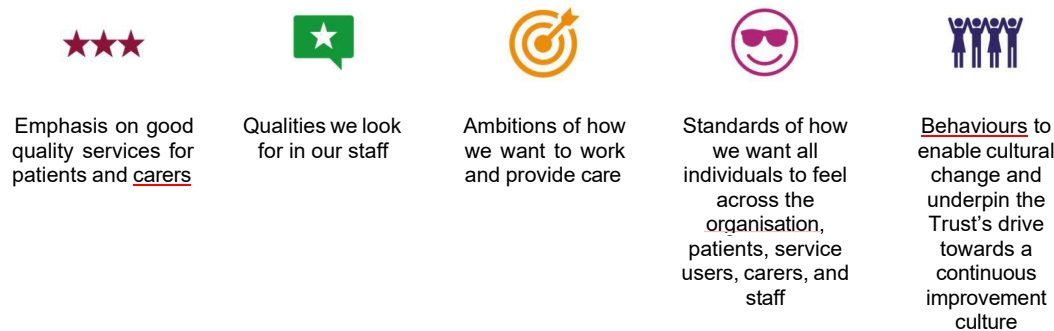 Emphasis on good
quality services for
patients and carers
Qualities we look
for in our staff
Ambitions of how
we want to work
and provide care
Standards of how
we want all
individuals to feel
across the
organisation,
patients, service
users, carers, and
staff
Behaviours to
enable cultural
change and
underpin the
Trust's drive
towards a
continuous
improvement
culture